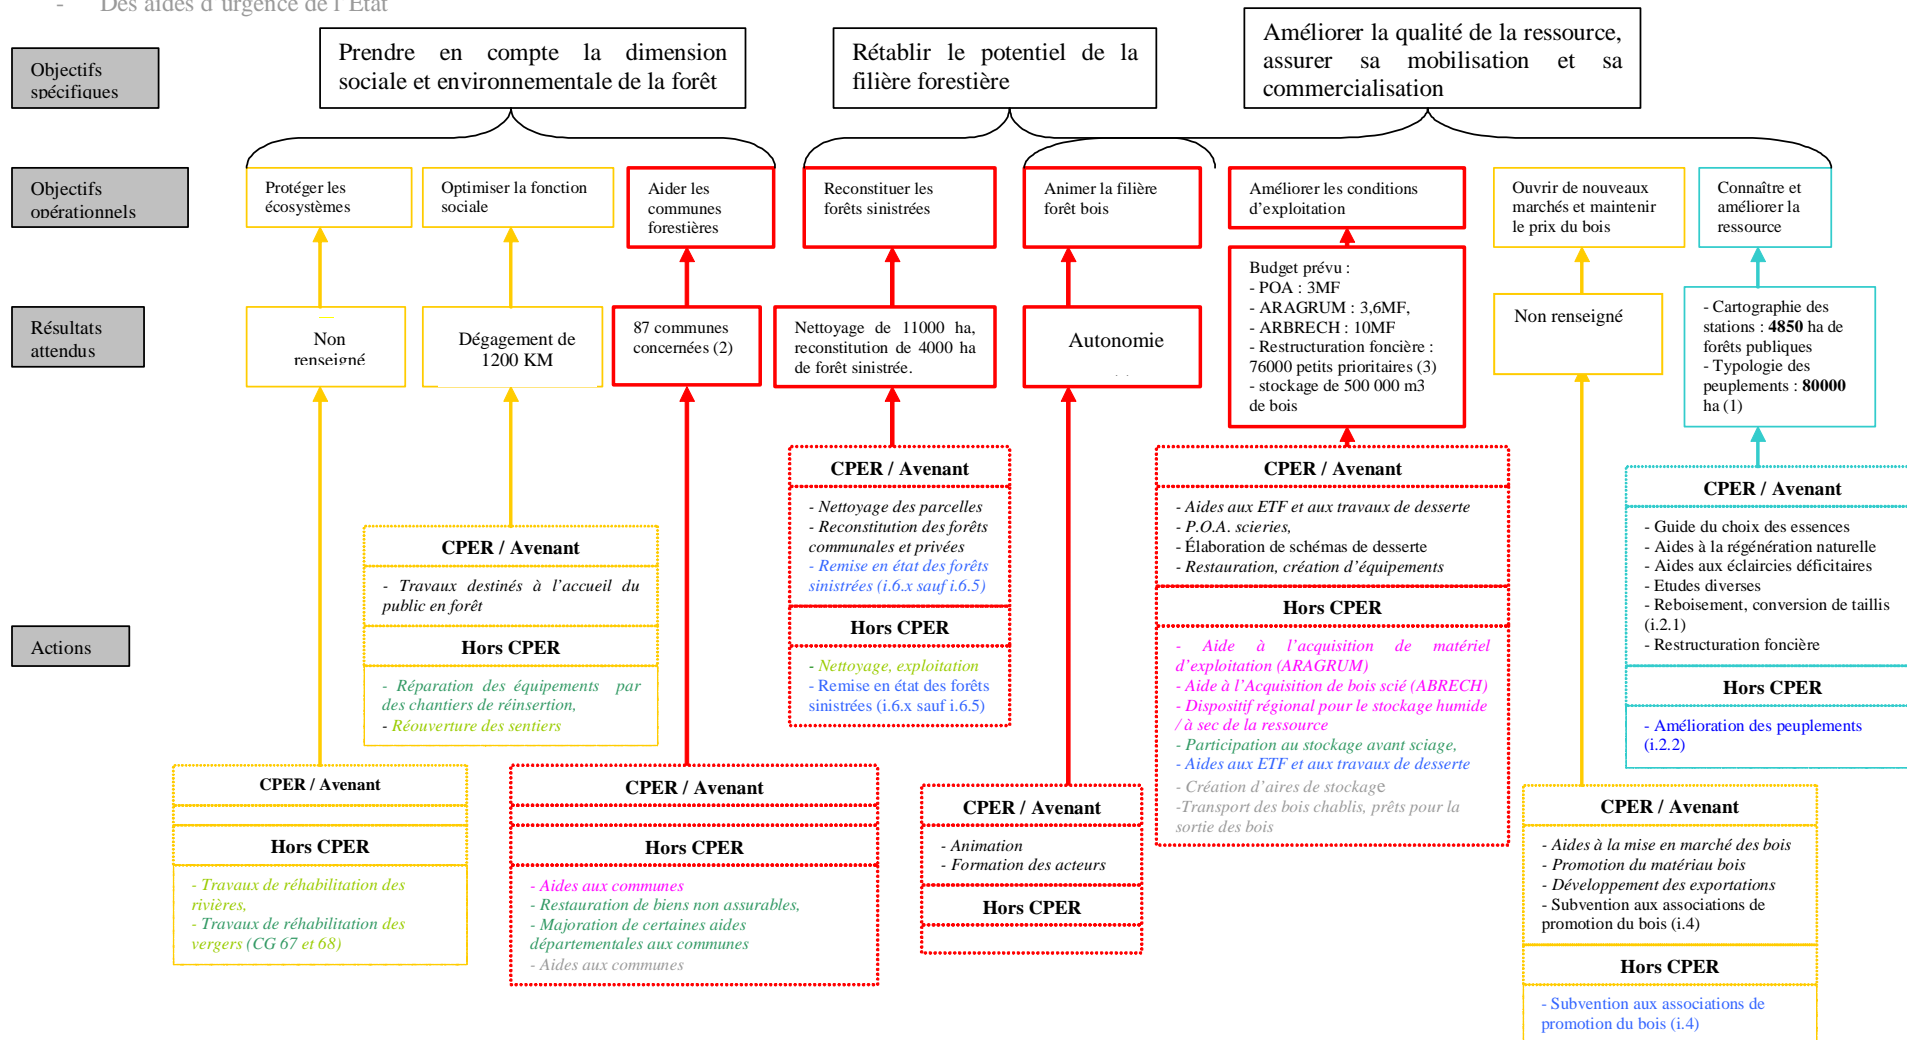 - Des aides d'urgence de l'Etat
Objectifs
spécifiques
Prendre en compte la dimension
sociale et environnementale de la forêt
Rétablir le potentiel de la
filière forestière
Améliorer la qualité de la ressource,
assurer sa mobilisation et sa
commercialisation
Objectifs
opérationnels
Protéger les
écosystèmes
Optimiser la fonction
sociale
Aider les
communes
forestières
Reconstituer les
forêts sinistrées
Animer la filière
forêt bois
Améliorer les conditions
d'exploitation
Ouvrir de nouveaux
marchés et maintenir
le prix du bois
Connaître et
améliorer la
ressource
Résultats
attendus
Non
renseigné
Dégagement de
1200 KM
87 communes
concernées (2)
Nettoyage de 11000 ha,
reconstitution de 4000 ha
de forêt sinistrée.
Autonomie
Budget prévu :
- POA : 3MF
- ARAGRUM : 3,6MF,
- ARBRECH : 10MF
- Restructuration foncière :
76000 petits prioritaires (3)
- stockage de 500 000 m3
de bois
Non renseigné
- Cartographie des
stations : 4850 ha de
forêts publiques
- Typologie des
peuplements : 80000
ha (1)
Actions
CPER / Avenant
Hors CPER
- Travaux de réhabilitation des
rivières,
- Travaux de réhabilitation des
vergers (CG 67 et 68)
CPER / Avenant
- Travaux destinés à l'accueil du
public en forêt
Hors CPER
- Réparation des équipements par
des chantiers de réinsertion,
- Réouverture des sentiers
CPER / Avenant
Hors CPER
- Aides aux communes
- Restauration de biens non assurables,
- Majoration de certaines aides
départementales aux communes
- Aides aux communes
CPER / Avenant
- Nettoyage des parcelles
- Reconstitution des forêts
communales et privées
- Remise en état des forêts
sinistrées (i.6.x sauf i.6.5)
Hors CPER
- Nettoyage, exploitation
- Remise en état des forêts
sinistrées (i.6.x sauf i.6.5)
CPER / Avenant
- Animation
- Formation des acteurs
Hors CPER
CPER / Avenant
- Aides aux ETF et aux travaux de desserte
- P.O.A. scieries,
- Élaboration de schémas de desserte
- Restauration, création d'équipements
Hors CPER
- Aide à l'acquisition de matériel
d'exploitation (ARAGRUM)
- Aide à l'Acquisition de bois scié (ABRECH)
- Dispositif régional pour le stockage humide
/ à sec de la ressource
- Participation au stockage avant sciage,
- Aides aux ETF et aux travaux de desserte
- Création d'aires de stockage
-Transport des bois chablis, prêts pour la
sortie des bois
CPER / Avenant
- Aides à la mise en marché des bois
- Promotion du matériau bois
- Développement des exportations
- Subvention aux associations de
promotion du bois (i.4)
Hors CPER
- Subvention aux associations de
promotion du bois (i.4)
CPER / Avenant
- Guide du choix des essences
- Aides à la régénération naturelle
- Aides aux éclaircies déficitaires
- Etudes diverses
- Reboisement, conversion de taillis
(i.2.1)
- Restructuration foncière
Hors CPER
- Amélioration des peuplements
(i.2.2)